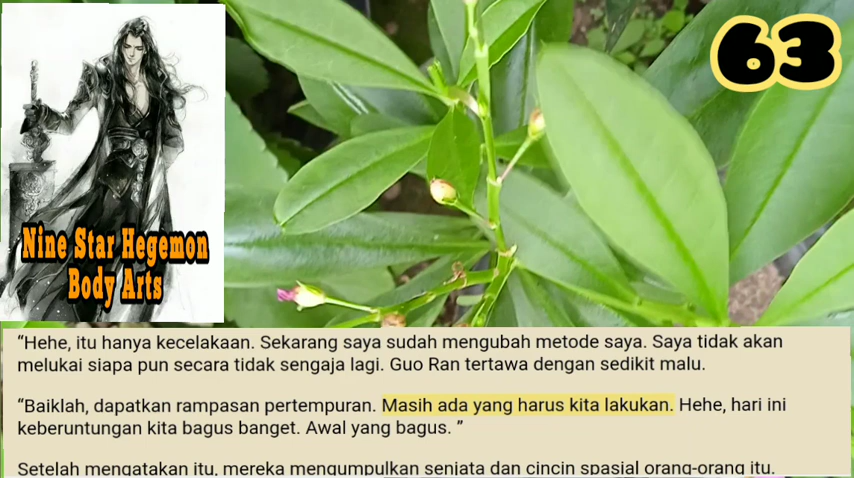 63
Nine Star Hegemon
Body Arts
“Hehe, itu hanya kecelakaan. Sekarang saya sudah mengubah metode saya. Saya tidak akan
melukai siapa pun secara tidak sengaja lagi. Guo Ran tertawa dengan sedikit malu.
“Baiklah, dapatkan rampasan pertempuran. Masih ada yang harus kita lakukan. Hehe, hari ini
keberuntungan kita bagus banget. Awal yang bagus. ”
Setelah mengatakan itu, mereka mengumpulkan senjata dan cincin spasial orang-orang itu.